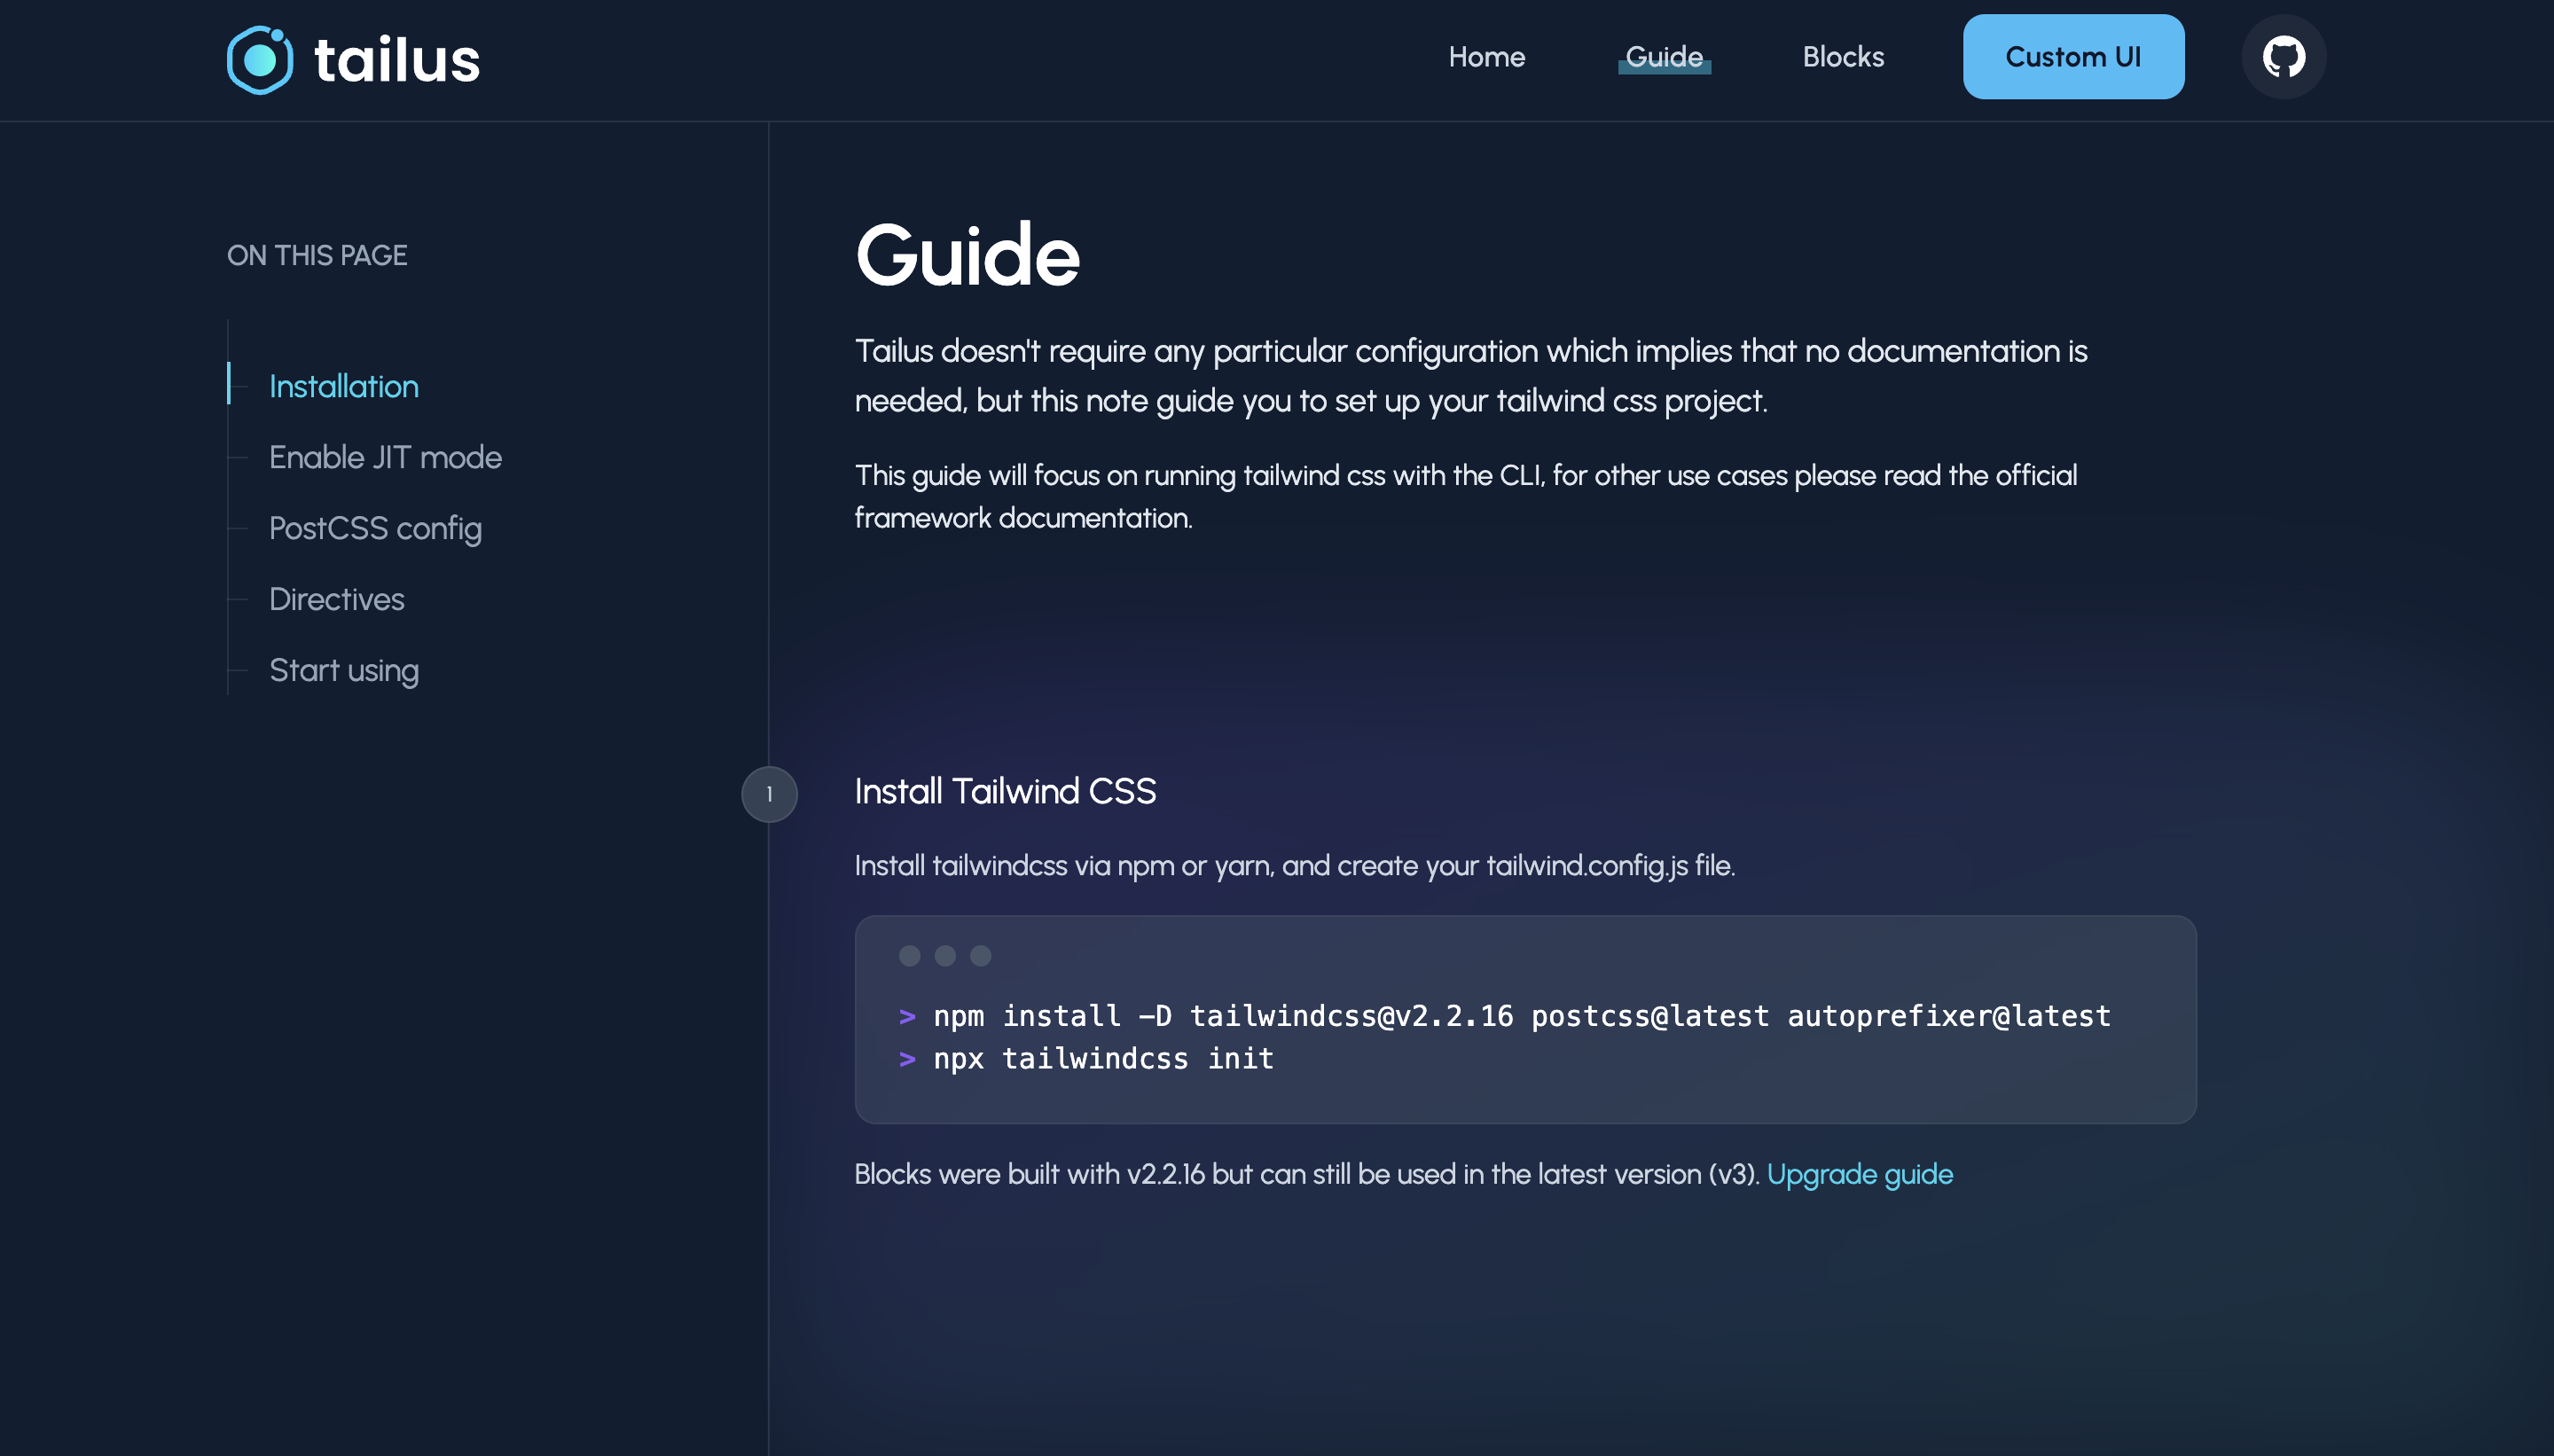 tailus
Home
Guide
Blocks
Custom UI
ON THIS PAGE
Installation
Enable JIT mode
PostCSS config
Directives
Start using
Guide
Tailus doesn't require any particular configuration which implies that no documentation is
needed, but this note guide you to set up your tailwind css project.
This guide will focus on running tailwind css with the CLI, for other use cases please read the official
framework documentation.
1
Install Tailwind CSS
Install tailwindcss via npm or yarn, and create your tailwind.config.js file.
> npm install -D tailwindcss@v2.2.16 postcss@latest autoprefixer@latest
> npx tailwindcss init
Blocks were built with v2.2.16 but can still be used in the latest version (v3). Upgrade guide